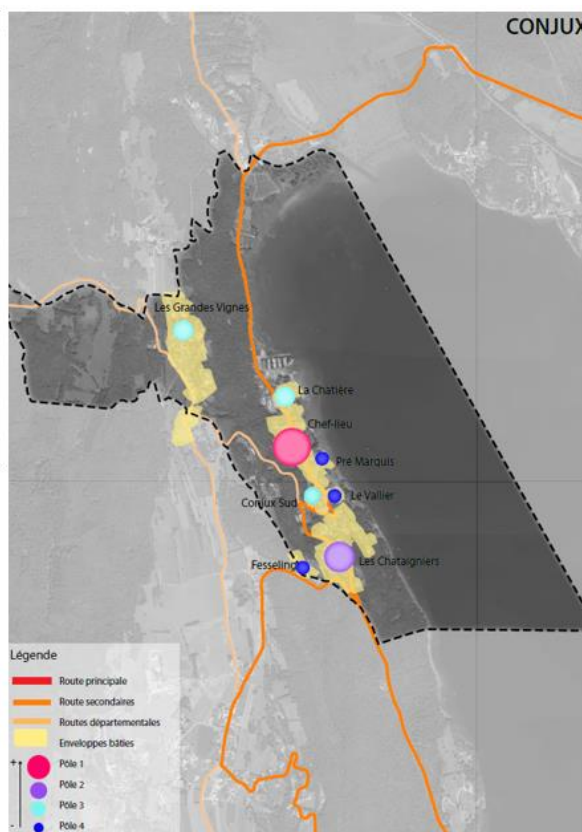 CONJUX
Les Grandes Vignes
La Chatière
Chef-lieu
Pré Marquis
Conjux Sud
Le Vallier
Fesseling
Les Chataigniers
Légende
Route principale
Route secondaires
Routes départementales
Enveloppes bâties
+
Pôle 1
Pôle 2
Pôle 3
-
Pôle 4